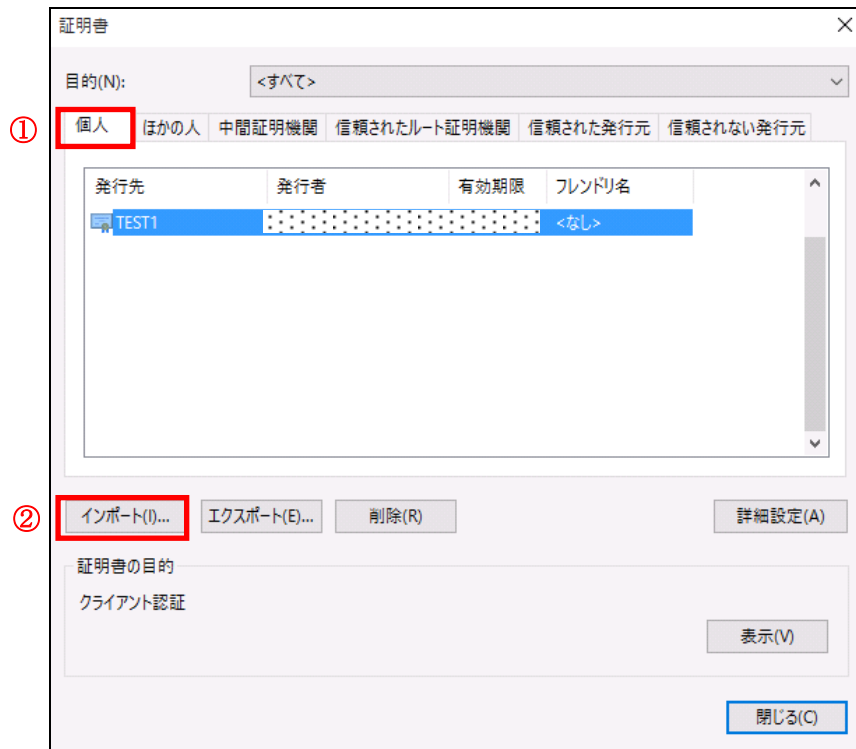 証明書
目的(N): <すべて>
① 個人 ほかの人 中間証明機関 信頼されたルート証明機関 信頼された発行元 信頼されない発行元
発行先 発行者 有効期限 フレンドリ名
TEST1 <なし>
② インポート(I)... エクスポート(E)... 削除(R) 詳細設定(A)
証明書の目的
クライアント認証
表示(V)
閉じる(C)